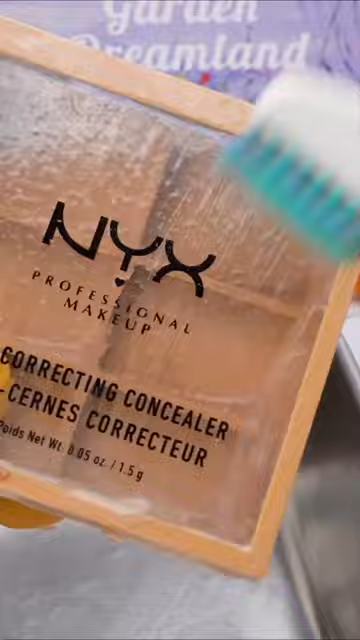 Garden
Dreamland
NYX
PROFESSIONAL
MAKEUP
CORRECTING CONCEALER
-CERNES CORRECTEUR
Poids Net Wt. 0.05 oz. / 1.5 g